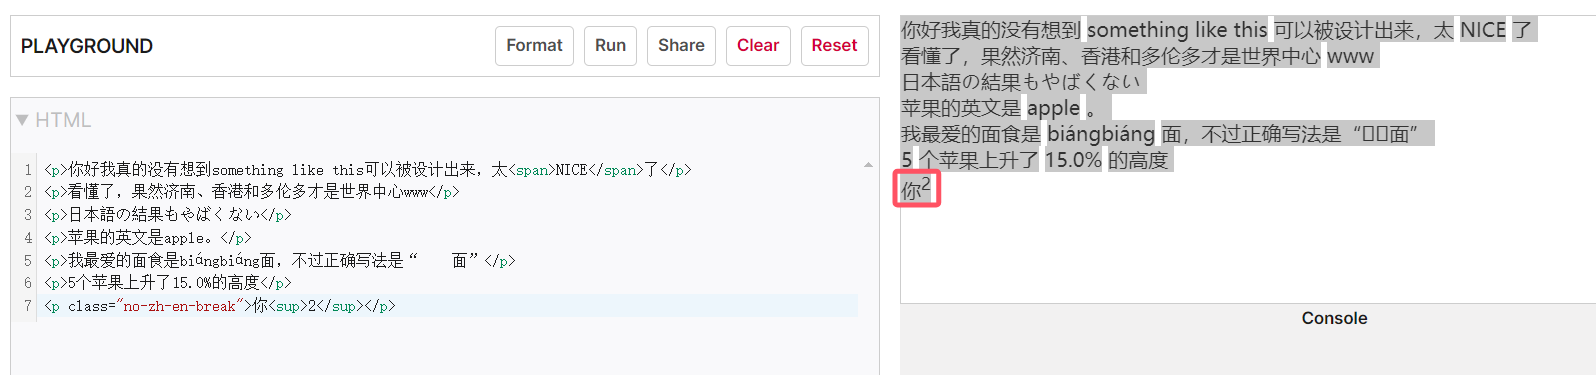 PLAYGROUND
Format
Run
Share
Clear
Reset
HTML
1 <p>你好我真的没有想到something like this可以被设计出来，太<span>NICE</span>了</p>
2 <p>看懂了，果然济南、香港和多伦多才是世界中心www</p>
3 <p>日本語の結果もやばくない</p>
4 <p>苹果的英文是apple。</p>
5 <p>我最爱的面食是biángbiáng面，不过正确写法是“　　面”</p>
6 <p>5个苹果上升了15.0%的高度</p>
7 <p class="no-zh-en-break">你<sup>2</sup></p>
你好我真的没有想到 something like this 可以被设计出来，太 NICE 了
看懂了，果然济南、香港和多伦多才是世界中心 www
日本語の結果もやばくない
苹果的英文是 apple 。
我最爱的面食是 biángbiáng 面，不过正确写法是“▯▯面”
5 个苹果上升了 15.0% 的高度
你²
Console